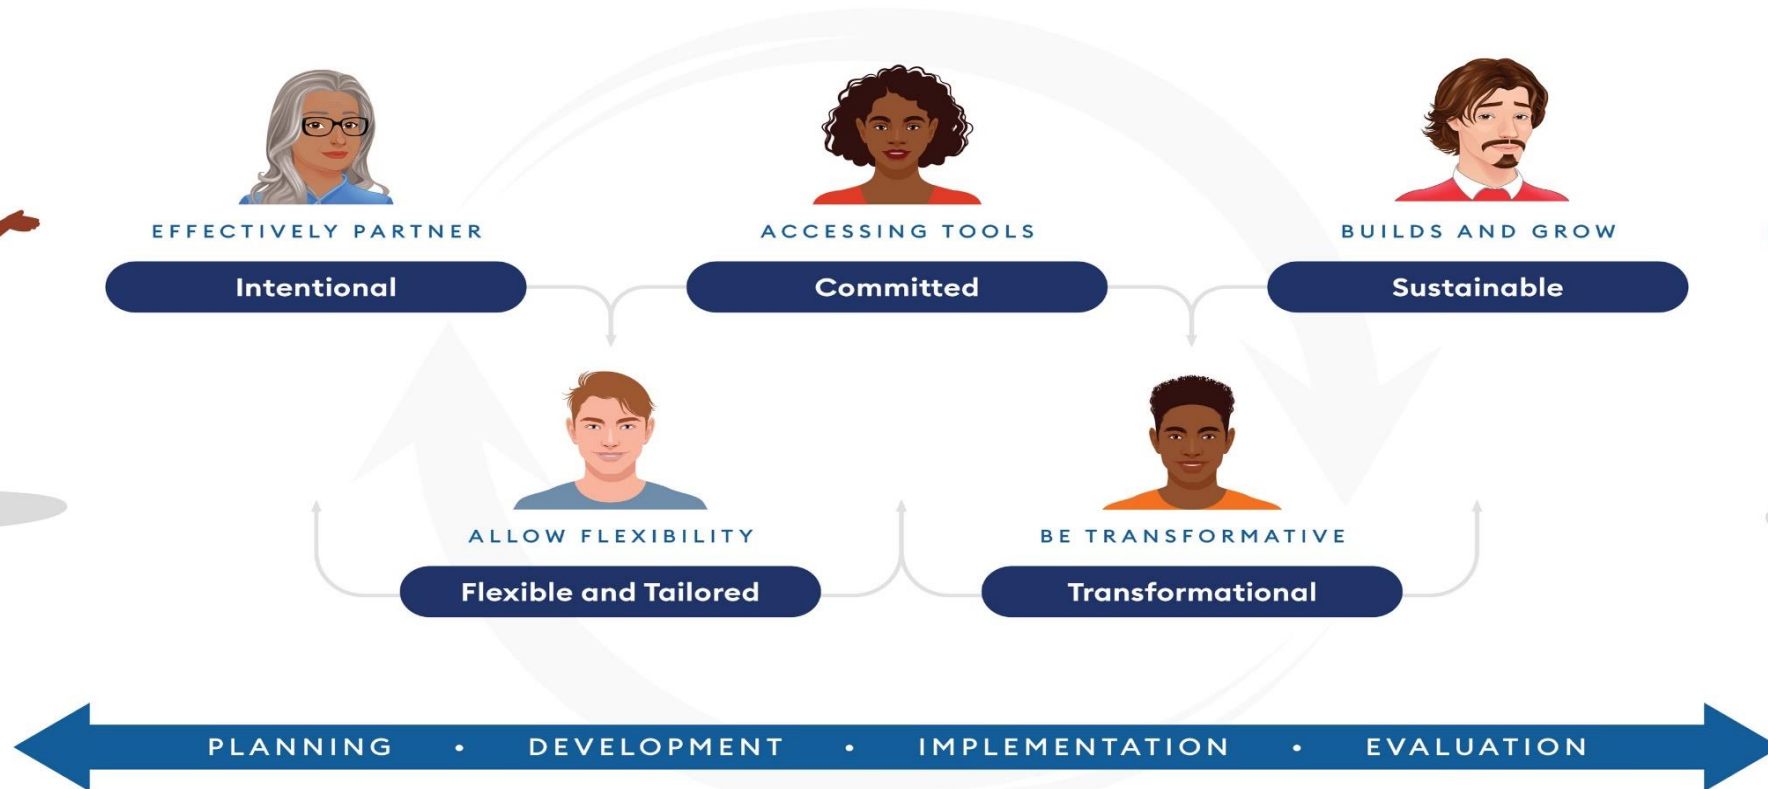 EFFECTIVELY PARTNER
Intentional
ACCESSING TOOLS
Committed
BUILDS AND GROW
Sustainable
ALLOW FLEXIBILITY
Flexible and Tailored
BE TRANSFORMATIVE
Transformational
PLANNING • DEVELOPMENT • IMPLEMENTATION • EVALUATION